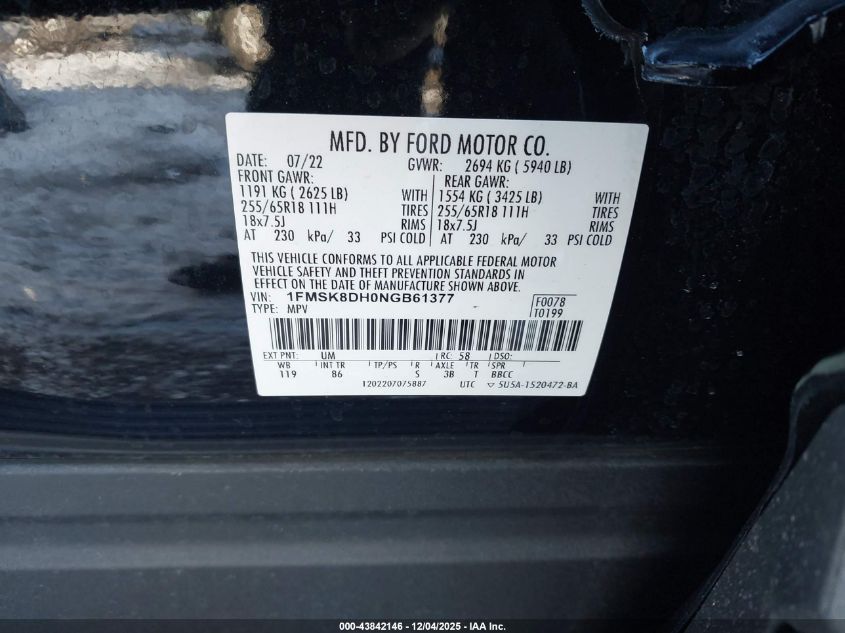 MFD. BY FORD MOTOR CO.
DATE: 07/22 GVWR: 2694 KG ( 5940 LB)
FRONT GAWR: REAR GAWR:
1191 KG ( 2625 LB) WITH 1554 KG ( 3425 LB) WITH
255/65R18 111H TIRES 255/65R18 111H TIRES
18x7.5J RIMS 18x7.5J RIMS
AT 230 kPa/ 33 PSI COLD AT 230 kPa/ 33 PSI COLD
THIS VEHICLE CONFORMS TO ALL APPLICABLE FEDERAL MOTOR
VEHICLE SAFETY AND THEFT PREVENTION STANDARDS IN
EFFECT ON THE DATE OF MANUFACTURE SHOWN ABOVE.
VIN: 1FMSK8DH0NGB61377 F0078
TYPE: MPV T0199
EXT PNT: UM RC: 58 DSO:
WB INT TR TP/PS R AXLE TR SPR
119 86 S 3B T BBCC
1202207075887 UTC 5U5A-1520472-BA
000-43842146 - 12/04/2025 - IAA Inc.